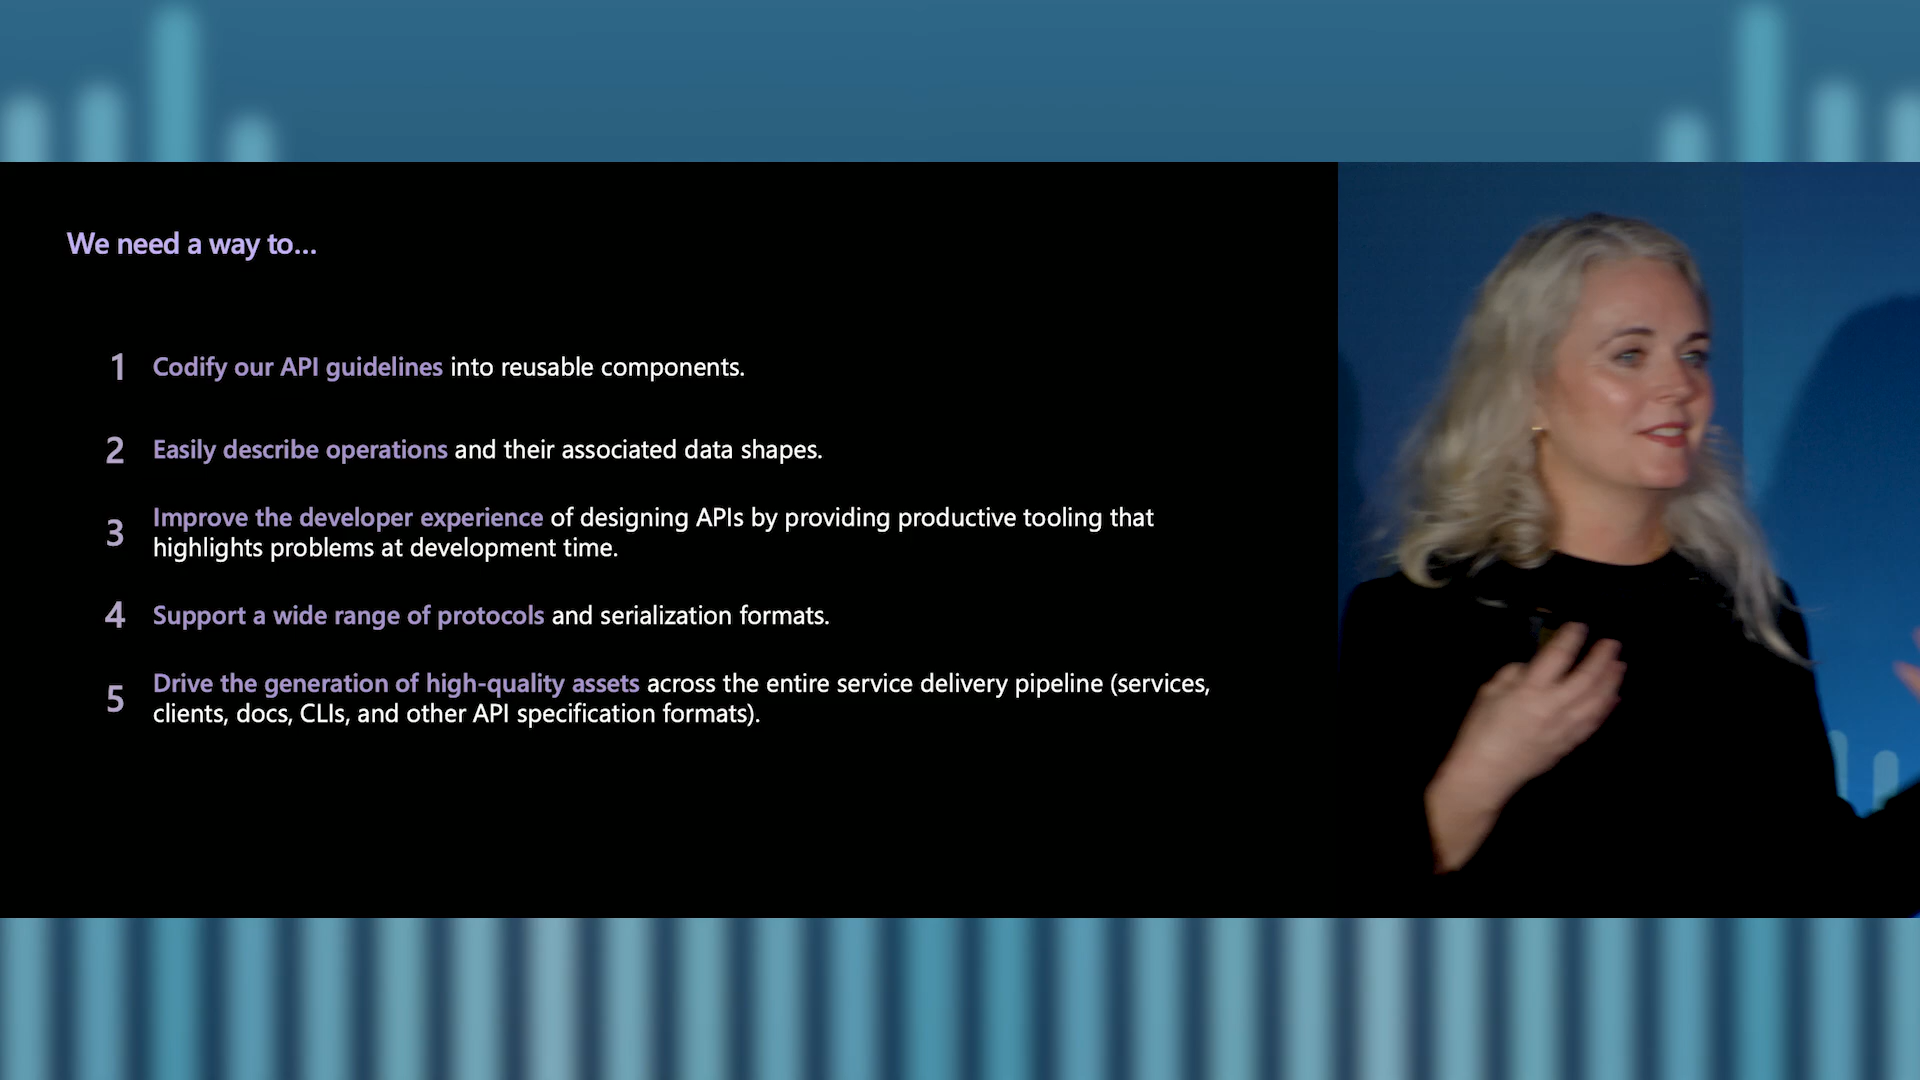 We need a way to...
1 Codify our API guidelines into reusable components.
2 Easily describe operations and their associated data shapes.
3 Improve the developer experience of designing APIs by providing productive tooling that
highlights problems at development time.
4 Support a wide range of protocols and serialization formats.
5 Drive the generation of high-quality assets across the entire service delivery pipeline (services,
clients, docs, CLIs, and other API specification formats).